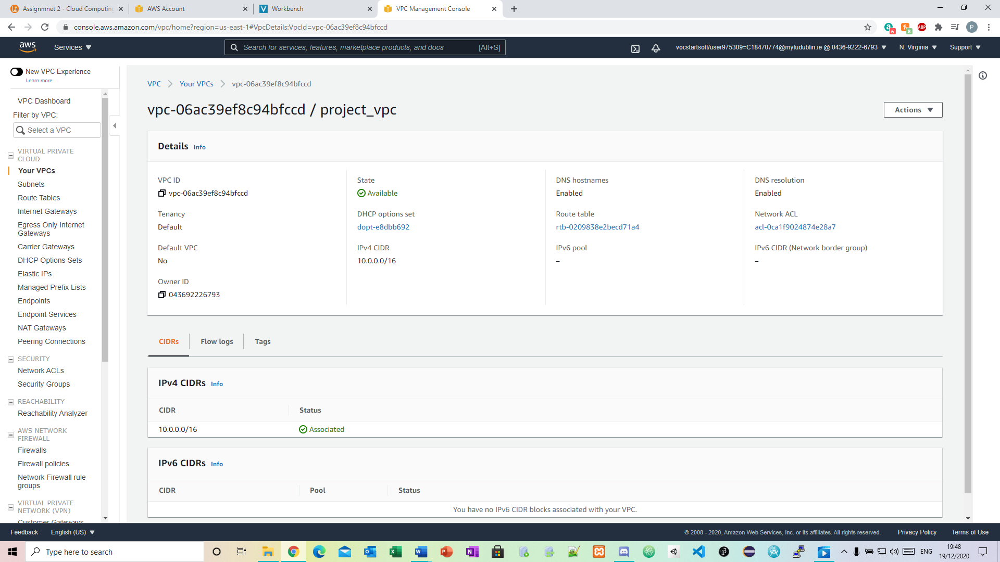 Assignmnet 2 - Cloud Computing
AWS Account
Workbench
VPC Management Console
console.aws.amazon.com/vpc/home?region=us-east-1#VpcDetails:VpcId=vpc-06ac39ef8c94bfccd
6
8
ABP
P
aws
Services
Search for services, features, marketplace products, and docs
[Alt+S]
vocstartsoft/user975309=C18470774@mytudublin.ie @ 0436-9222-6793
N. Virginia
Support
New VPC Experience
Learn more
VPC Dashboard
Filter by VPC:
Select a VPC
VIRTUAL PRIVATE
CLOUD
Your VPCs
Subnets
Route Tables
Internet Gateways
Egress Only Internet
Gateways
Carrier Gateways
DHCP Options Sets
Elastic IPs
Managed Prefix Lists
Endpoints
Endpoint Services
NAT Gateways
Peering Connections
SECURITY
Network ACLs
Security Groups
REACHABILITY
Reachability Analyzer
AWS NETWORK
FIREWALL
Firewalls
Firewall policies
Network Firewall rule
groups
VIRTUAL PRIVATE
NETWORK (VPN)
Customer Gateways
VPC
Your VPCs
vpc-06ac39ef8c94bfccd
vpc-06ac39ef8c94bfccd / project_vpc
Actions
Details Info
VPC ID
vpc-06ac39ef8c94bfccd
State
Available
DNS hostnames
Enabled
DNS resolution
Enabled
Tenancy
Default
DHCP options set
dopt-e8dbb692
Route table
rtb-0209838e2becd71a4
Network ACL
acl-0ca1f9024874e28a7
Default VPC
No
IPv4 CIDR
10.0.0.0/16
IPv6 pool
–
IPv6 CIDR (Network border group)
–
Owner ID
043692226793
CIDRs
Flow logs
Tags
IPv4 CIDRs Info
CIDR
Status
10.0.0.0/16
Associated
IPv6 CIDRs Info
CIDR
Pool
Status
You have no IPv6 CIDR blocks associated with your VPC.
Feedback
English (US)
© 2008 - 2020, Amazon Web Services, Inc. or its affiliates. All rights reserved.
Privacy Policy
Terms of Use
Type here to search
ENG
19:48
19/12/2020